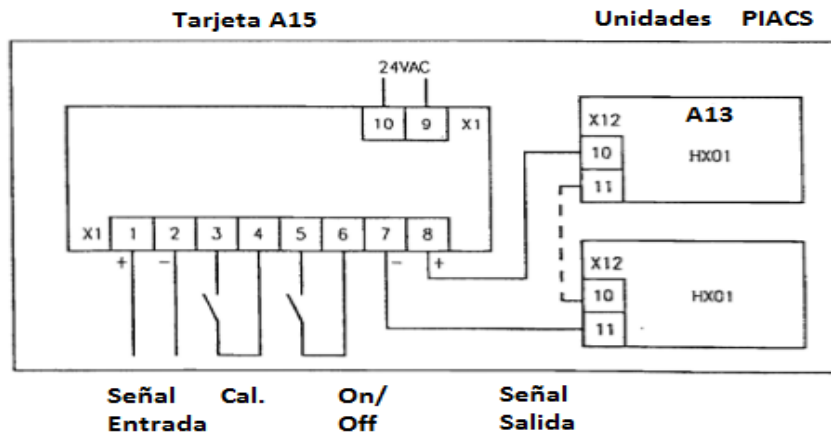 Tarjeta A15 Unidades PIACS
24VAC
10 9 X1
X12 A13
10 HX01
11
X1 1 2 3 4 5 6 7 8
+ − − +
X12
10 HX01
11
Señal Cal. On/ Señal
Entrada Off Salida